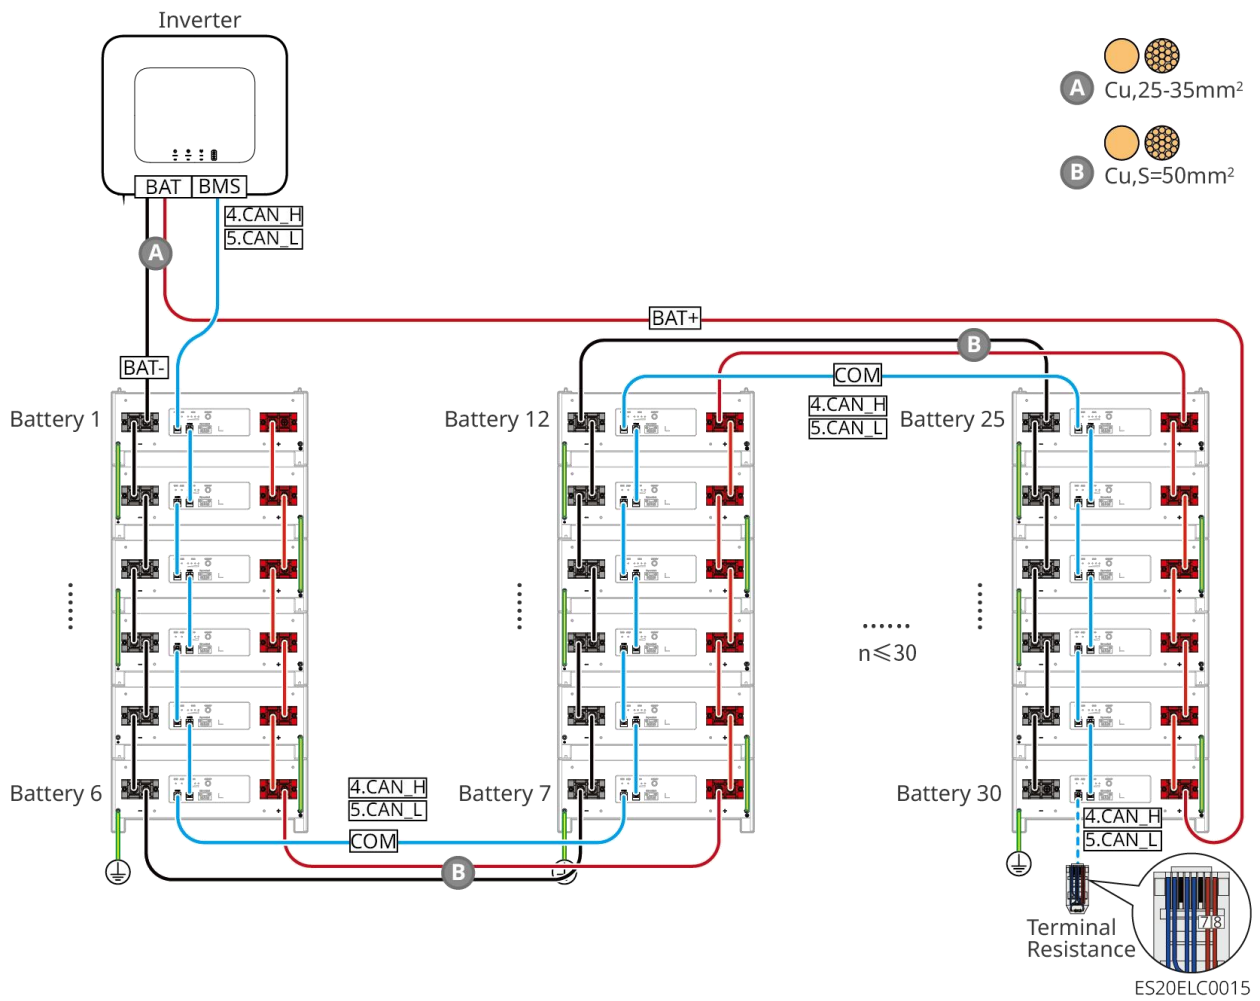 Inverter
A
Cu,25-35mm²
B
Cu,S=50mm²
BAT BMS
4.CAN_H
5.CAN_L
A
BAT+
B
BAT-
COM
4.CAN_H
5.CAN_L
Battery 1
Battery 12
Battery 25
n≤30
Battery 6
Battery 7
Battery 30
4.CAN_H
5.CAN_L
COM
B
4.CAN_H
5.CAN_L
7 8
Terminal
Resistance
ES20ELC0015